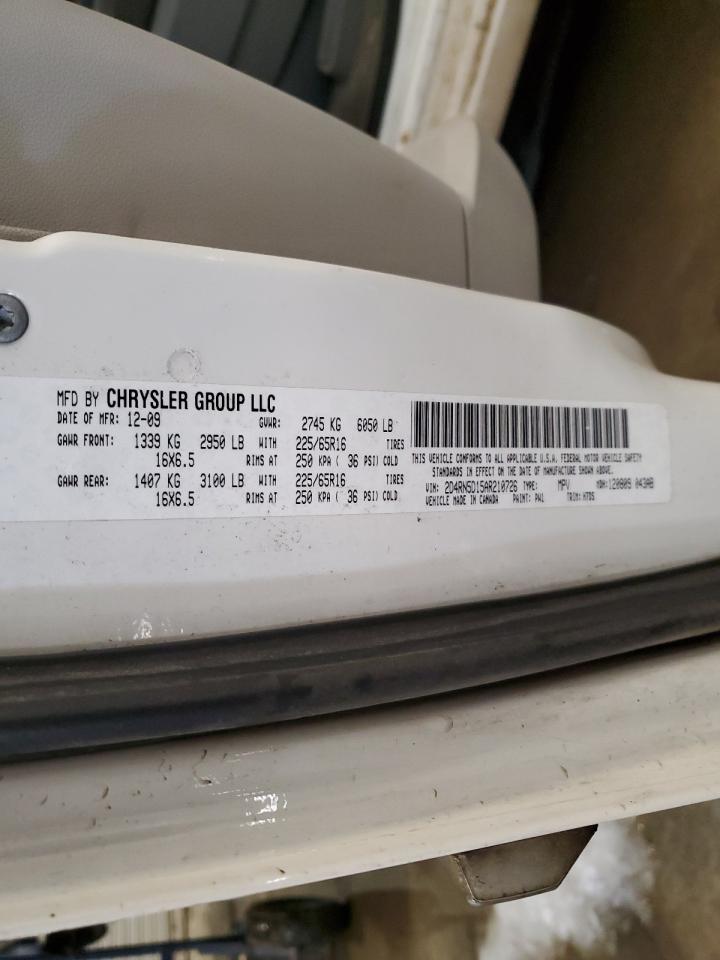 MFD BY CHRYSLER GROUP LLC
DATE OF MFR: 12-09 GVWR: 2745 KG 6050 LB
GAWR FRONT: 1339 KG 2950 LB WITH 225/65R16 TIRES
16X6.5 RIMS AT 250 KPA ( 36 PSI) COLD
GAWR REAR: 1407 KG 3100 LB WITH 225/65R16 TIRES
16X6.5 RIMS AT 250 KPA ( 36 PSI) COLD
THIS VEHICLE CONFORMS TO ALL APPLICABLE U.S.A. FEDERAL MOTOR VEHICLE SAFETY
STANDARDS IN EFFECT ON THE DATE OF MANUFACTURE SHOWN ABOVE.
VIN: 2D4RN5D15AR210726 TYPE: MPV MDH: 120809 043AB
VEHICLE MADE IN CANADA PAINT: PW1 TRIM: H7D5